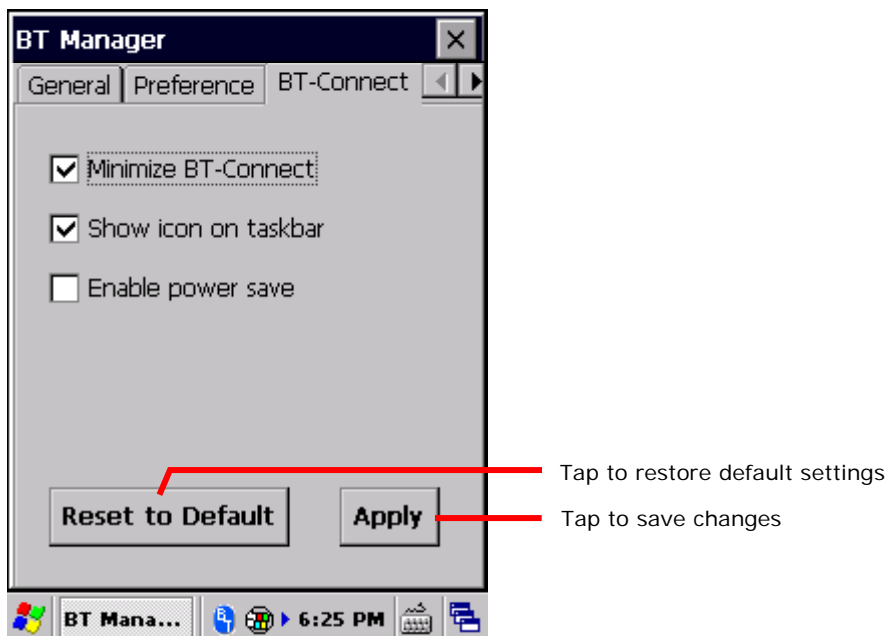 BT Manager
General Preference BT-Connect
Minimize BT-Connect
Show icon on taskbar
Enable power save
Tap to restore default settings
Reset to Default Apply Tap to save changes
BT Mana... 6:25 PM